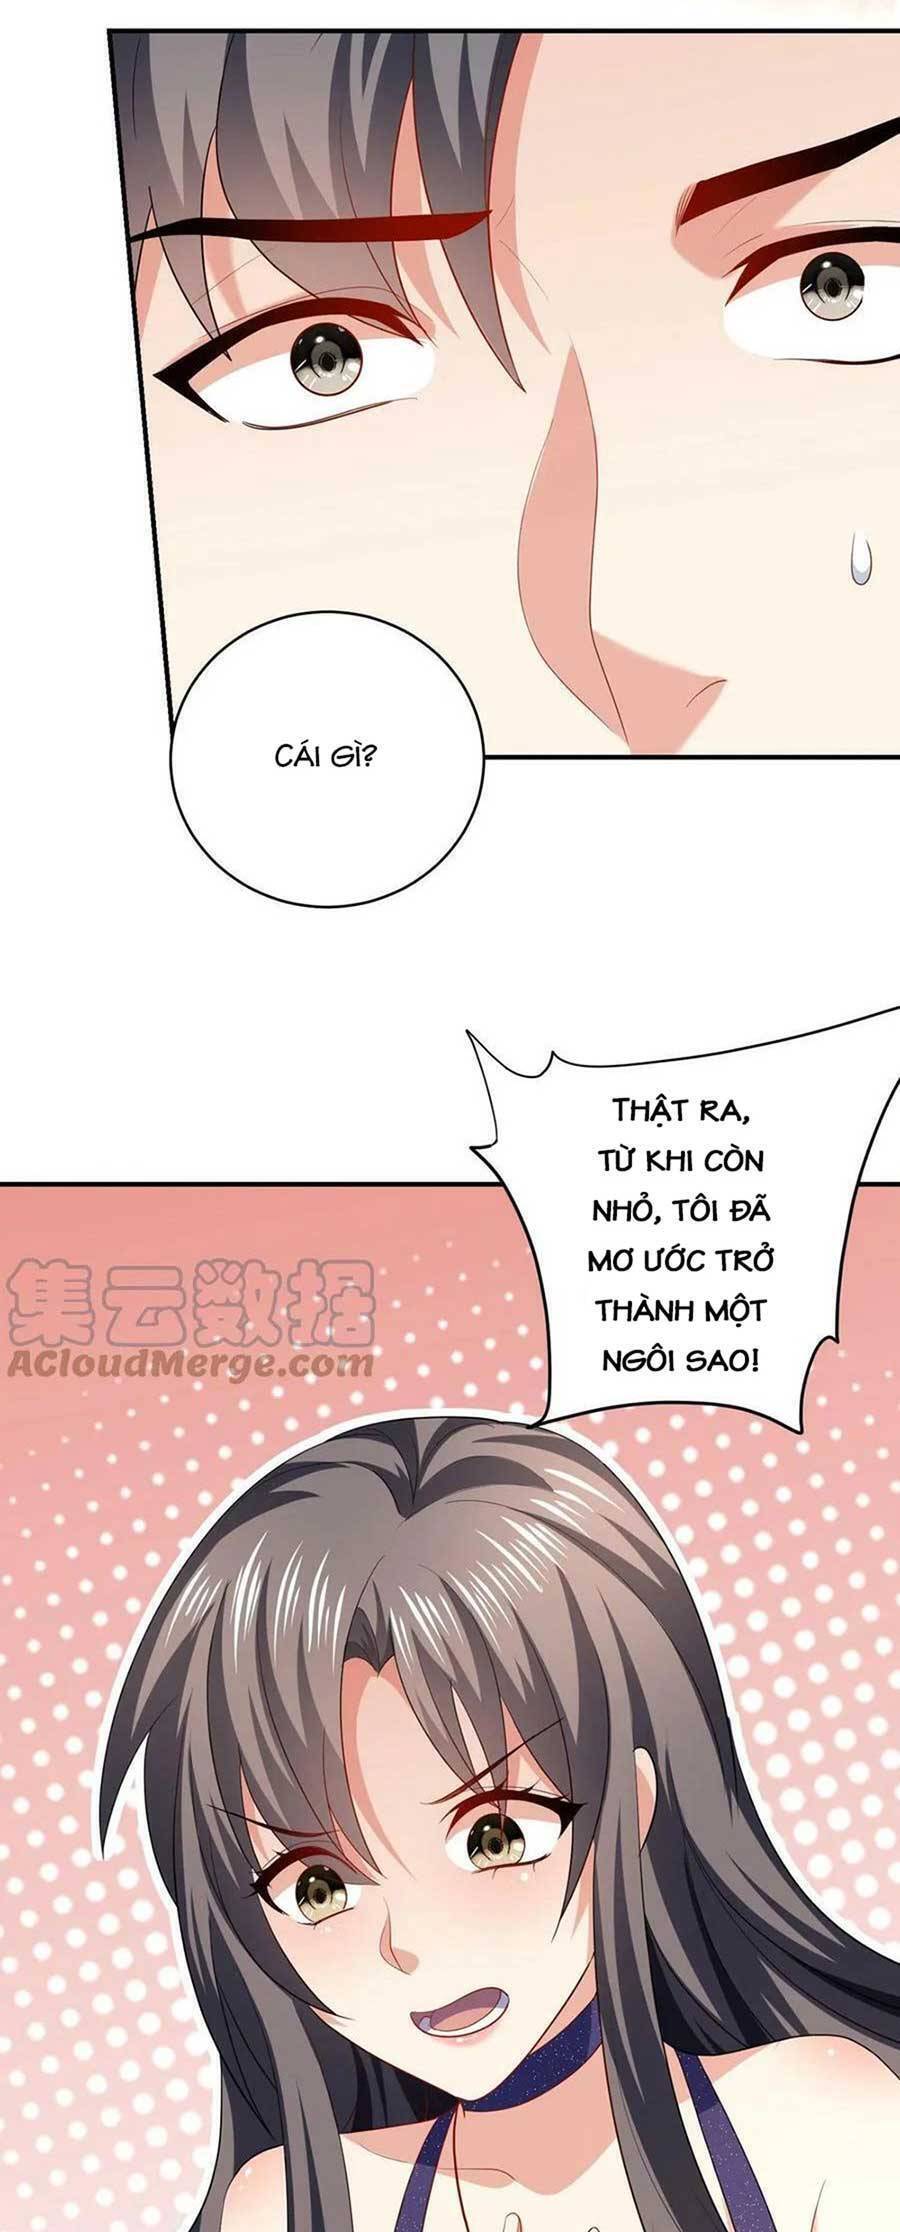 CÁI GÌ?
THẬT RA,
TỪ KHI CÒN
NHỎ, TÔI ĐÃ
MƠ ƯỚC TRỞ
THÀNH MỘT
NGÔI SAO!
集云数据
ACloudMerge.com